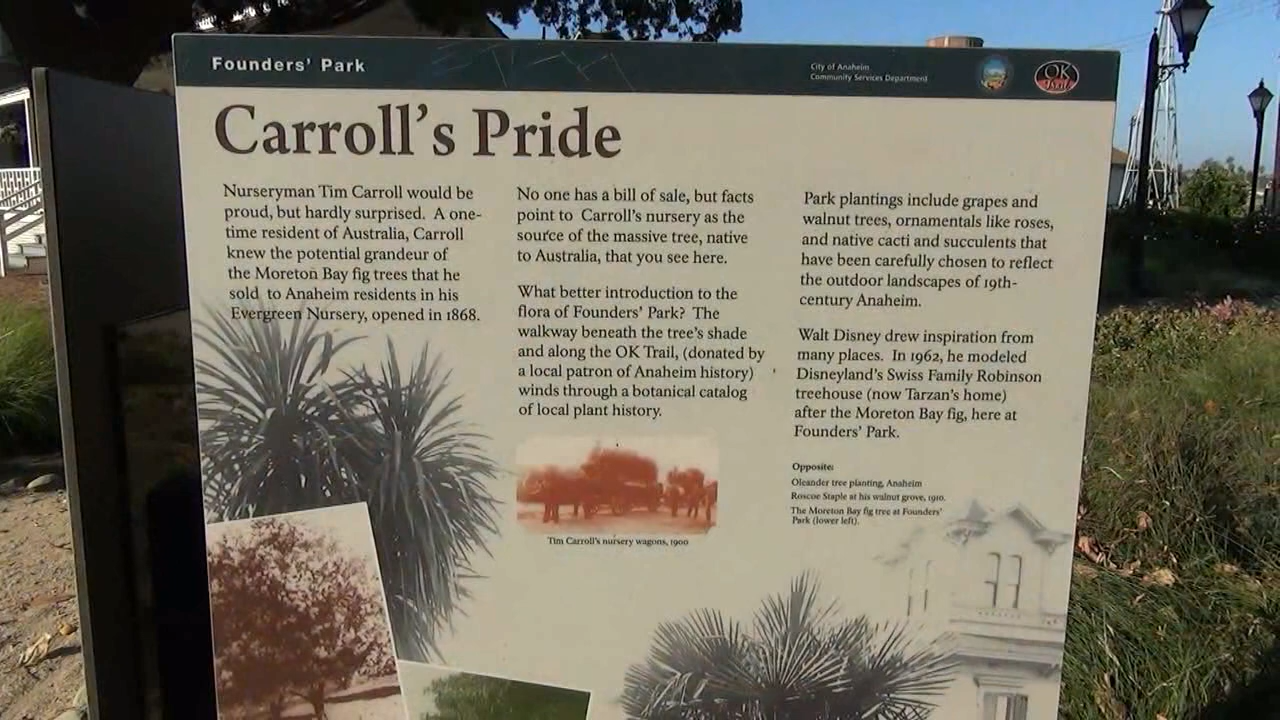 Founders' Park
City of Anaheim
Community Services Department
OK
Trail
Carroll's Pride
Nurseryman Tim Carroll would be
proud, but hardly surprised. A one-
time resident of Australia, Carroll
knew the potential grandeur of
the Moreton Bay fig trees that he
sold to Anaheim residents in his
Evergreen Nursery, opened in 1868.
No one has a bill of sale, but facts
point to Carroll's nursery as the
source of the massive tree, native
to Australia, that you see here.
What better introduction to the
flora of Founders' Park? The
walkway beneath the tree's shade
and along the OK Trail, (donated by
a local patron of Anaheim history)
winds through a botanical catalog
of local plant history.
Tim Carroll's nursery wagons, 1900
Park plantings include grapes and
walnut trees, ornamentals like roses,
and native cacti and succulents that
have been carefully chosen to reflect
the outdoor landscapes of 19th-
century Anaheim.
Walt Disney drew inspiration from
many places. In 1962, he modeled
Disneyland's Swiss Family Robinson
treehouse (now Tarzan's home)
after the Moreton Bay fig, here at
Founders' Park.
Opposite:
Oleander tree planting, Anaheim
Roscoe Staple at his walnut grove, 1910.
The Moreton Bay fig tree at Founders'
Park (lower left).